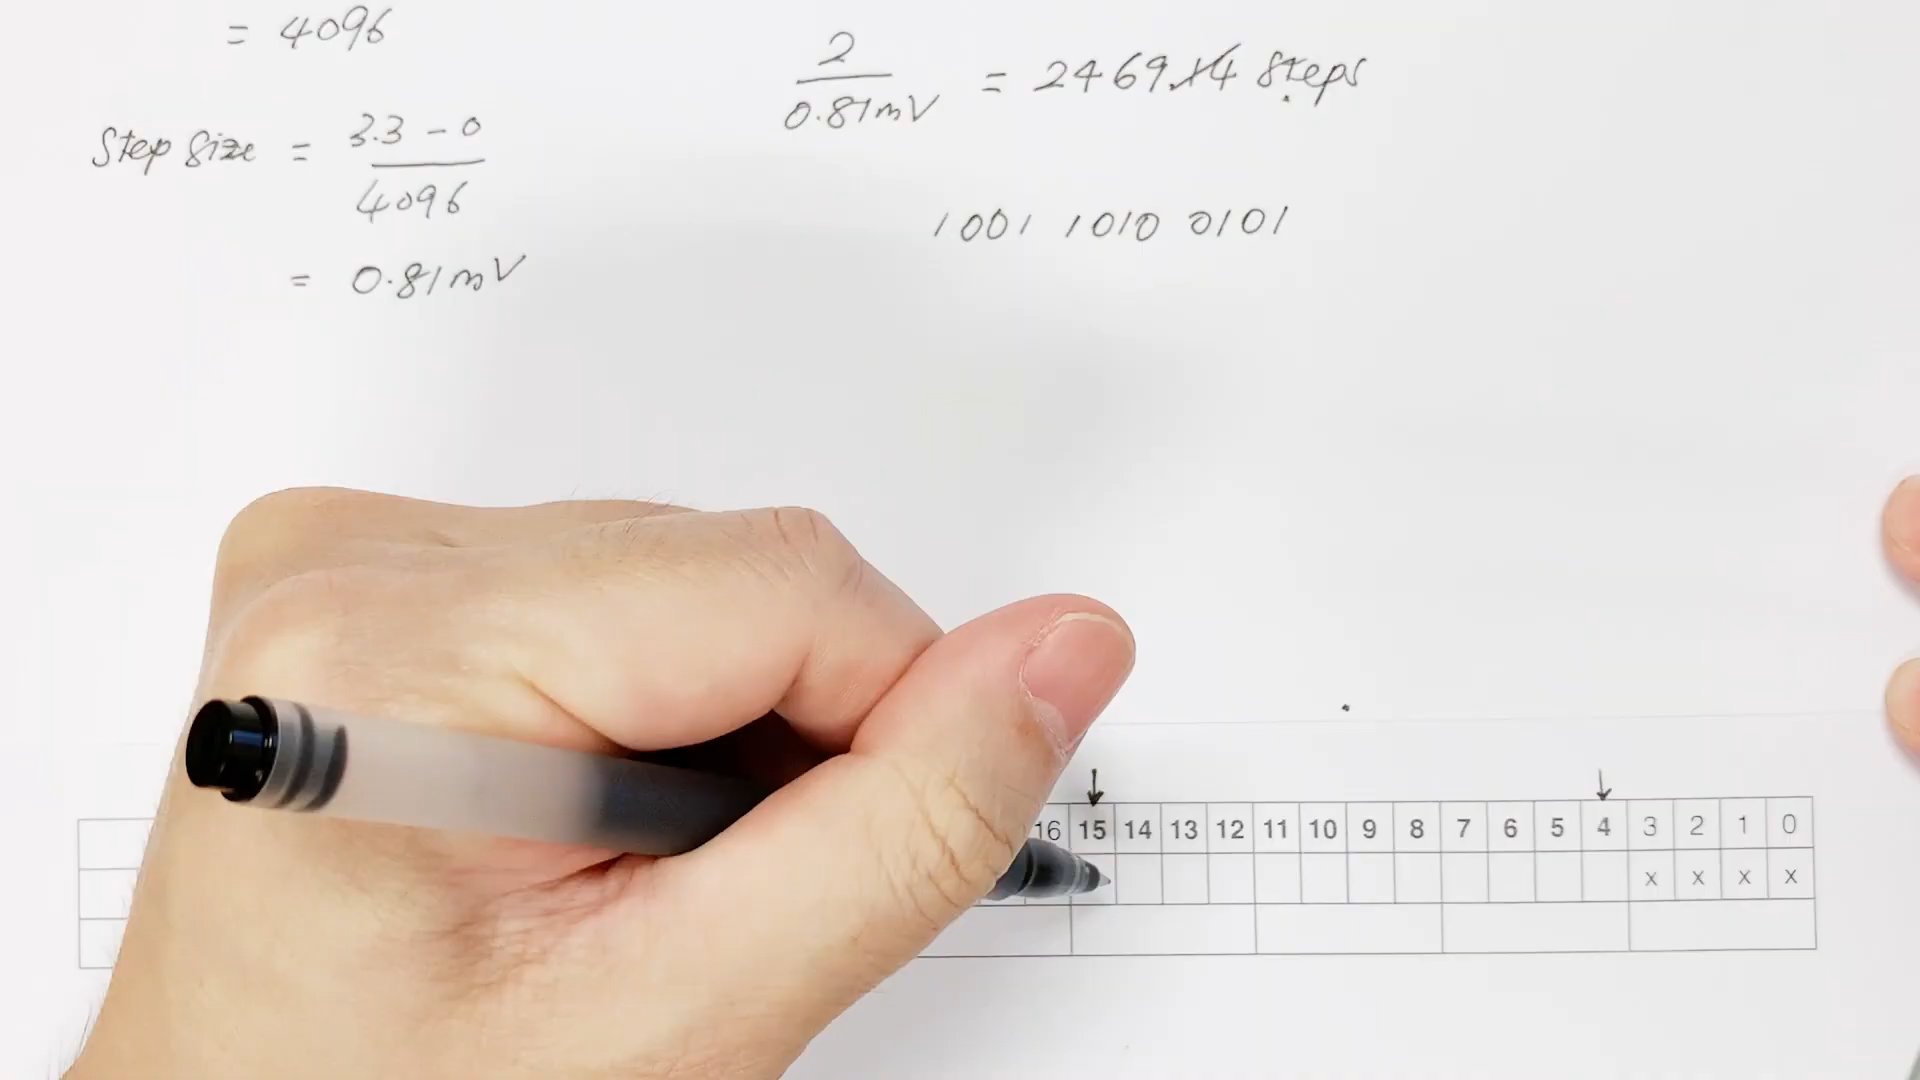 = 4096
2
0.81mV = 2469.14 Steps
Step Size = 3.3 - 0
4096
= 0.81mV
1001 1010 0101
16 15 14 13 12 11 10 9 8 7 6 5 4 3 2 1 0
x x x x